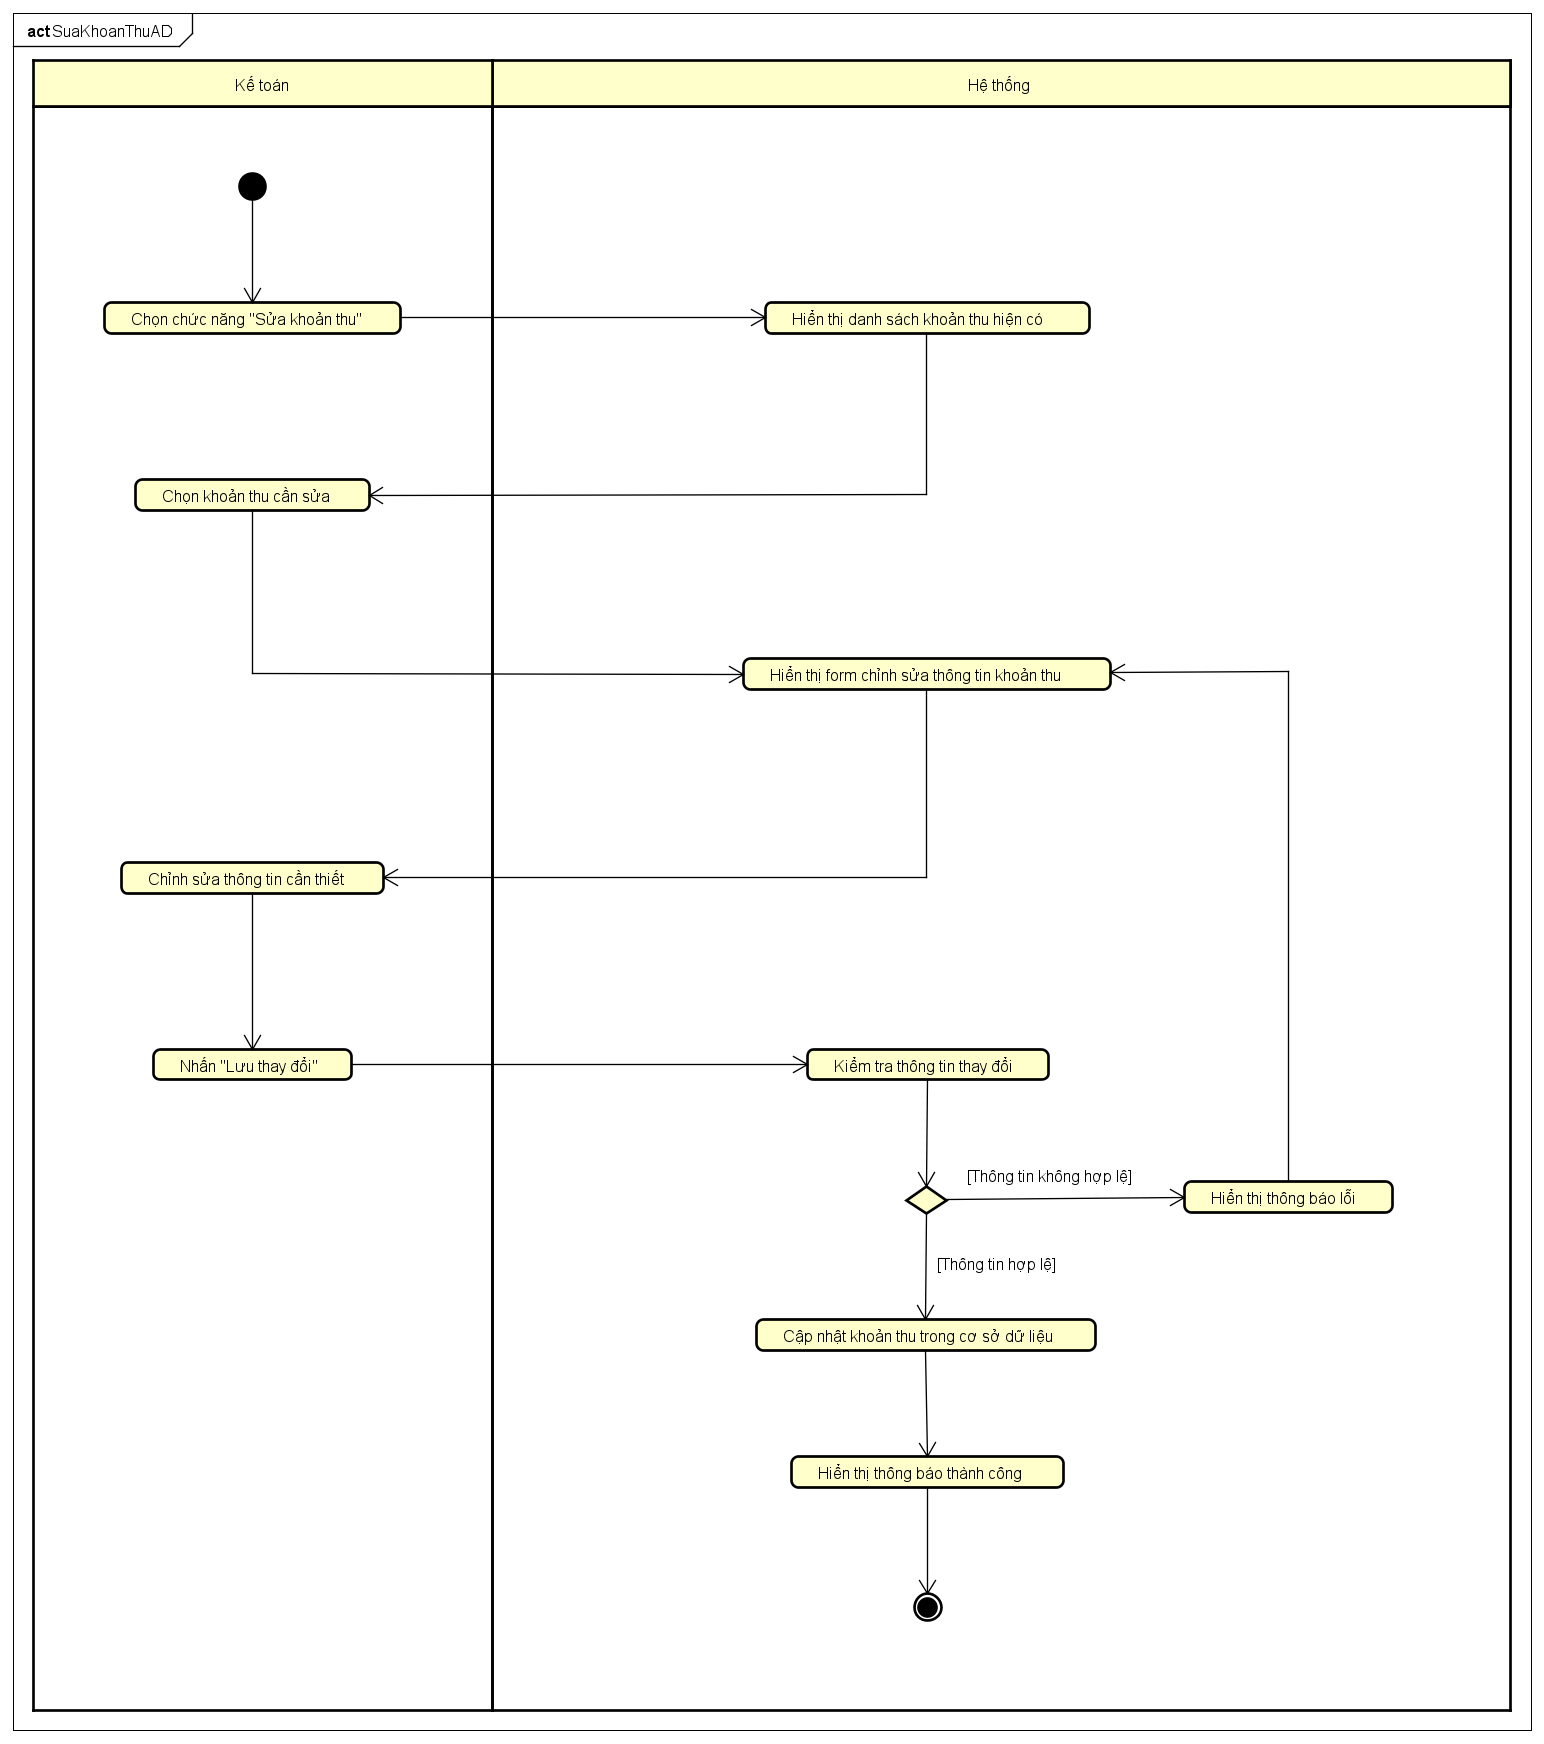 act SuaKhoanThuAD
Kế toán
Hệ thống
Chọn chức năng "Sửa khoản thu"
Hiển thị danh sách khoản thu hiện có
Chọn khoản thu cần sửa
Hiển thị form chỉnh sửa thông tin khoản thu
Chỉnh sửa thông tin cần thiết
Nhấn "Lưu thay đổi"
Kiểm tra thông tin thay đổi
[Thông tin không hợp lệ]
Hiển thị thông báo lỗi
[Thông tin hợp lệ]
Cập nhật khoản thu trong cơ sở dữ liệu
Hiển thị thông báo thành công